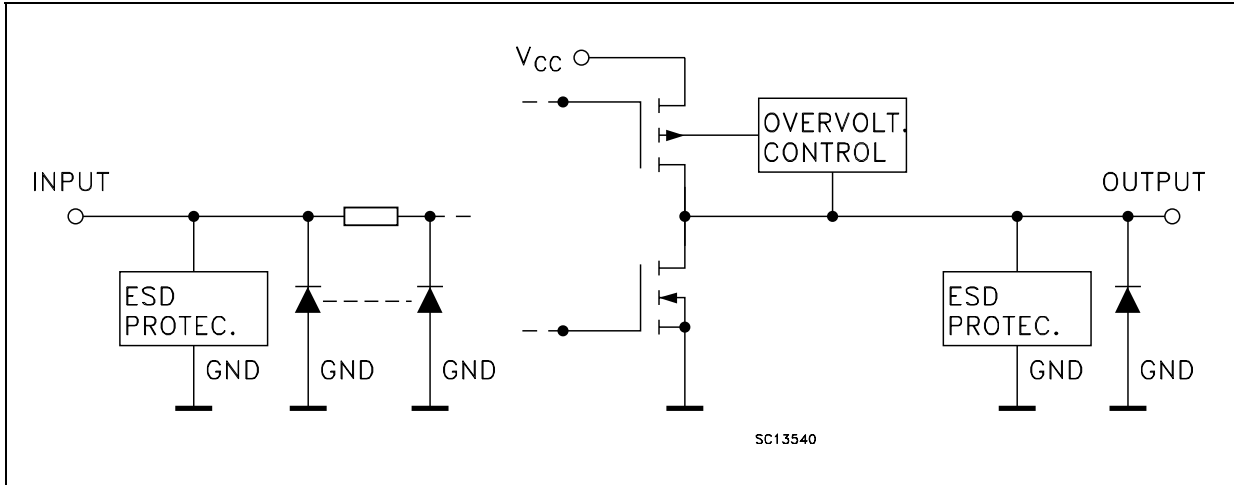 VCC
OVERVOLT.
CONTROL
INPUT
OUTPUT
ESD
PROTEC.
GND
GND
GND
ESD
PROTEC.
GND
GND
SC13540